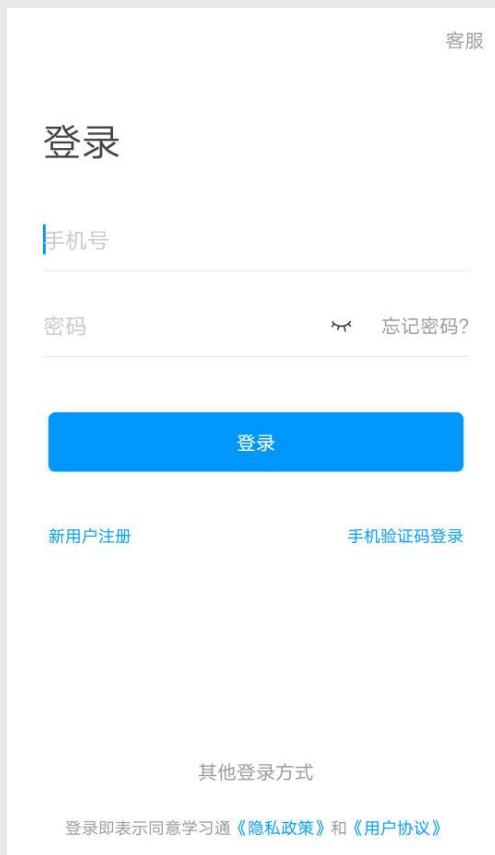 客服
登录
手机号
密码 忘记密码?
登录
新用户注册 手机验证码登录
其他登录方式
登录即表示同意学习通《隐私政策》和《用户协议》